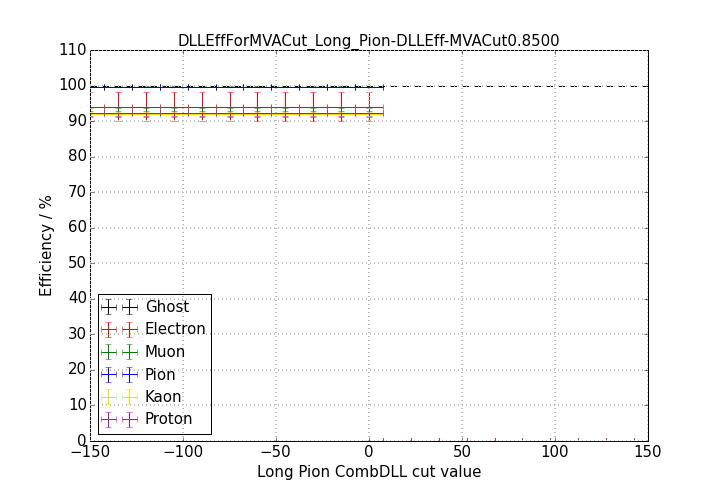 DLLEffForMVACut_Long_Pion-DLLEff-MVACut0.8500
110
100
90
80
70
60
50
40
30
20
10
0
Efficiency / %
Ghost
Electron
Muon
Pion
Kaon
Proton
−150 −100 −50 0 50 100 150
Long Pion CombDLL cut value